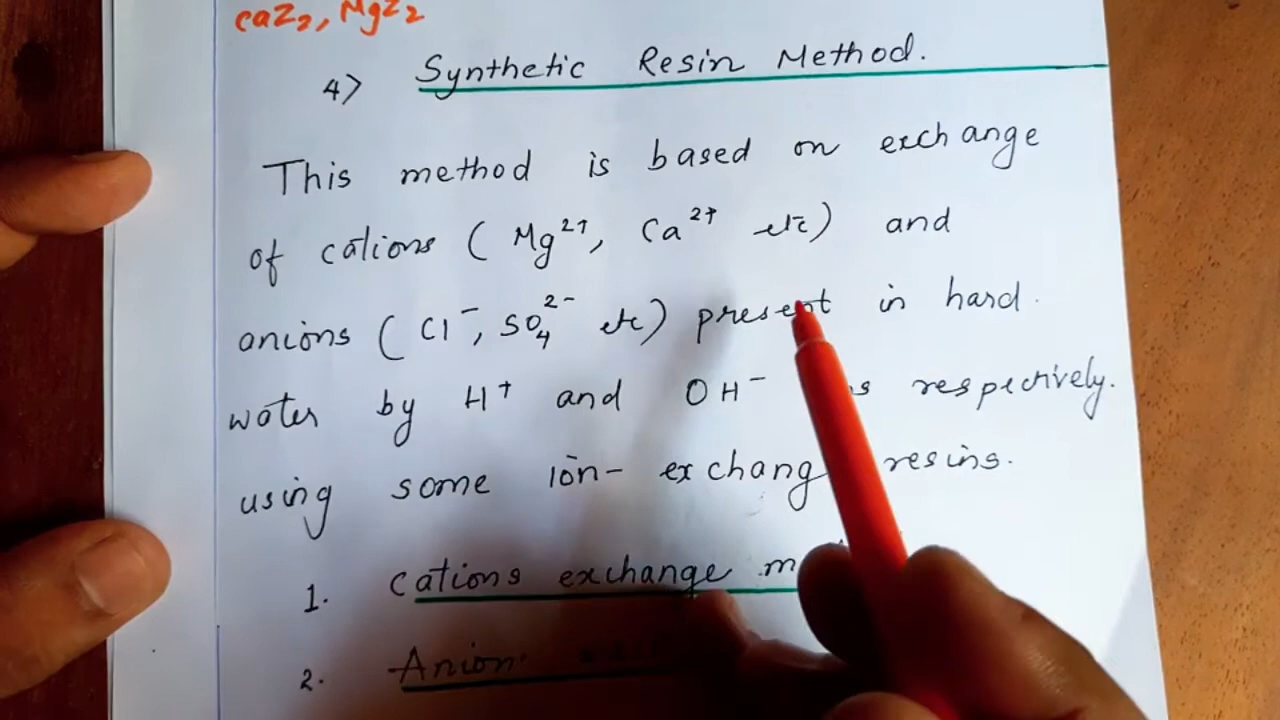 CaZ₂, MgZ₂
4) Synthetic Resin Method.
This method is based on exchange
of cations ( Mg²⁺, Ca²⁺ etc) and
anions ( Cl⁻, SO₄²⁻ etc) present in hard
water by H⁺ and OH⁻ respectively.
using some ion- exchang resins.
1. Cations exchange
2. Anion